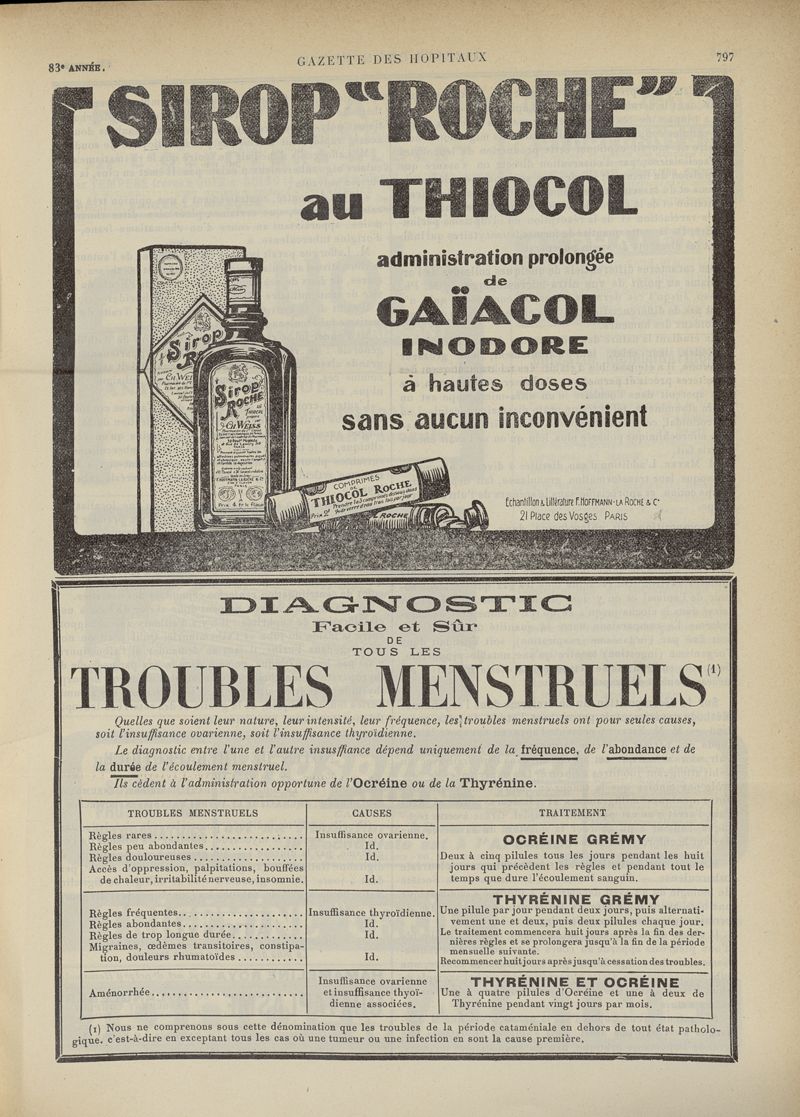 83e ANNÉE.
GAZETTE DES HOPITAUX
797
SIROP "ROCHE"
au THIOCOL
administration prolongée
de
GAÏACOL
INODORE
à hautes doses
sans aucun inconvénient
Sirop
Sirop
ROCHE
CH WEISS
COMPRIMÉS
DE
THIOCOL ROCHE
ROCHE
Echantillon & Littérature F. HOFFMANN-LA ROCHE & Co
21 Place des Vosges. PARIS
DIAGNOSTIC
Facile et Sûr
DE
TOUS LES
TROUBLES MENSTRUELS (1)
Quelles que soient leur nature, leur intensité, leur fréquence, les troubles menstruels ont pour seules causes,
soit l'insuffisance ovarienne, soit l'insuffisance thyroïdienne.
Le diagnostic entre l'une et l'autre insusffiance dépend uniquement de la fréquence, de l'abondance et de
la durée de l'écoulement menstruel.
Ils cèdent à l'administration opportune de l'Ocréine ou de la Thyrénine.
TROUBLES MENSTRUELS CAUSES TRAITEMENT
Règles rares Insuffisance ovarienne.
Règles peu abondantes Id.
Règles douloureuses Id.
Accès d'oppression, palpitations, bouffées
de chaleur, irritabilité nerveuse, insomnie. Id.
OCRÉINE GRÉMY
Deux à cinq pilules tous les jours pendant les huit
jours qui précèdent les règles et pendant tout le
temps que dure l'écoulement sanguin.
Règles fréquentes Insuffisance thyroïdienne.
Règles abondantes Id.
Règles de trop longue durée Id.
Migraines, œdèmes transitoires, constipa-
tion, douleurs rhumatoïdes Id.
THYRÉNINE GRÉMY
Une pilule par jour pendant deux jours, puis alternati-
vement une et deux, puis deux pilules chaque jour.
Le traitement commencera huit jours après la fin des der-
nières règles et se prolongera jusqu'à la fin de la période
mensuelle suivante.
Recommencer huit jours après jusqu'à cessation des troubles.
Aménorrhée
Insuffisance ovarienne
et insuffisance thyoï-
dienne associées.
THYRÉNINE ET OCRÉINE
Une à quatre pilules d'Ocréine et une à deux de
Thyrénine pendant vingt jours par mois.
(1) Nous ne comprenons sous cette dénomination que les troubles de la période cataméniale en dehors de tout état patholo-
gique. c'est-à-dire en exceptant tous les cas où une tumeur ou une infection en sont la cause première.